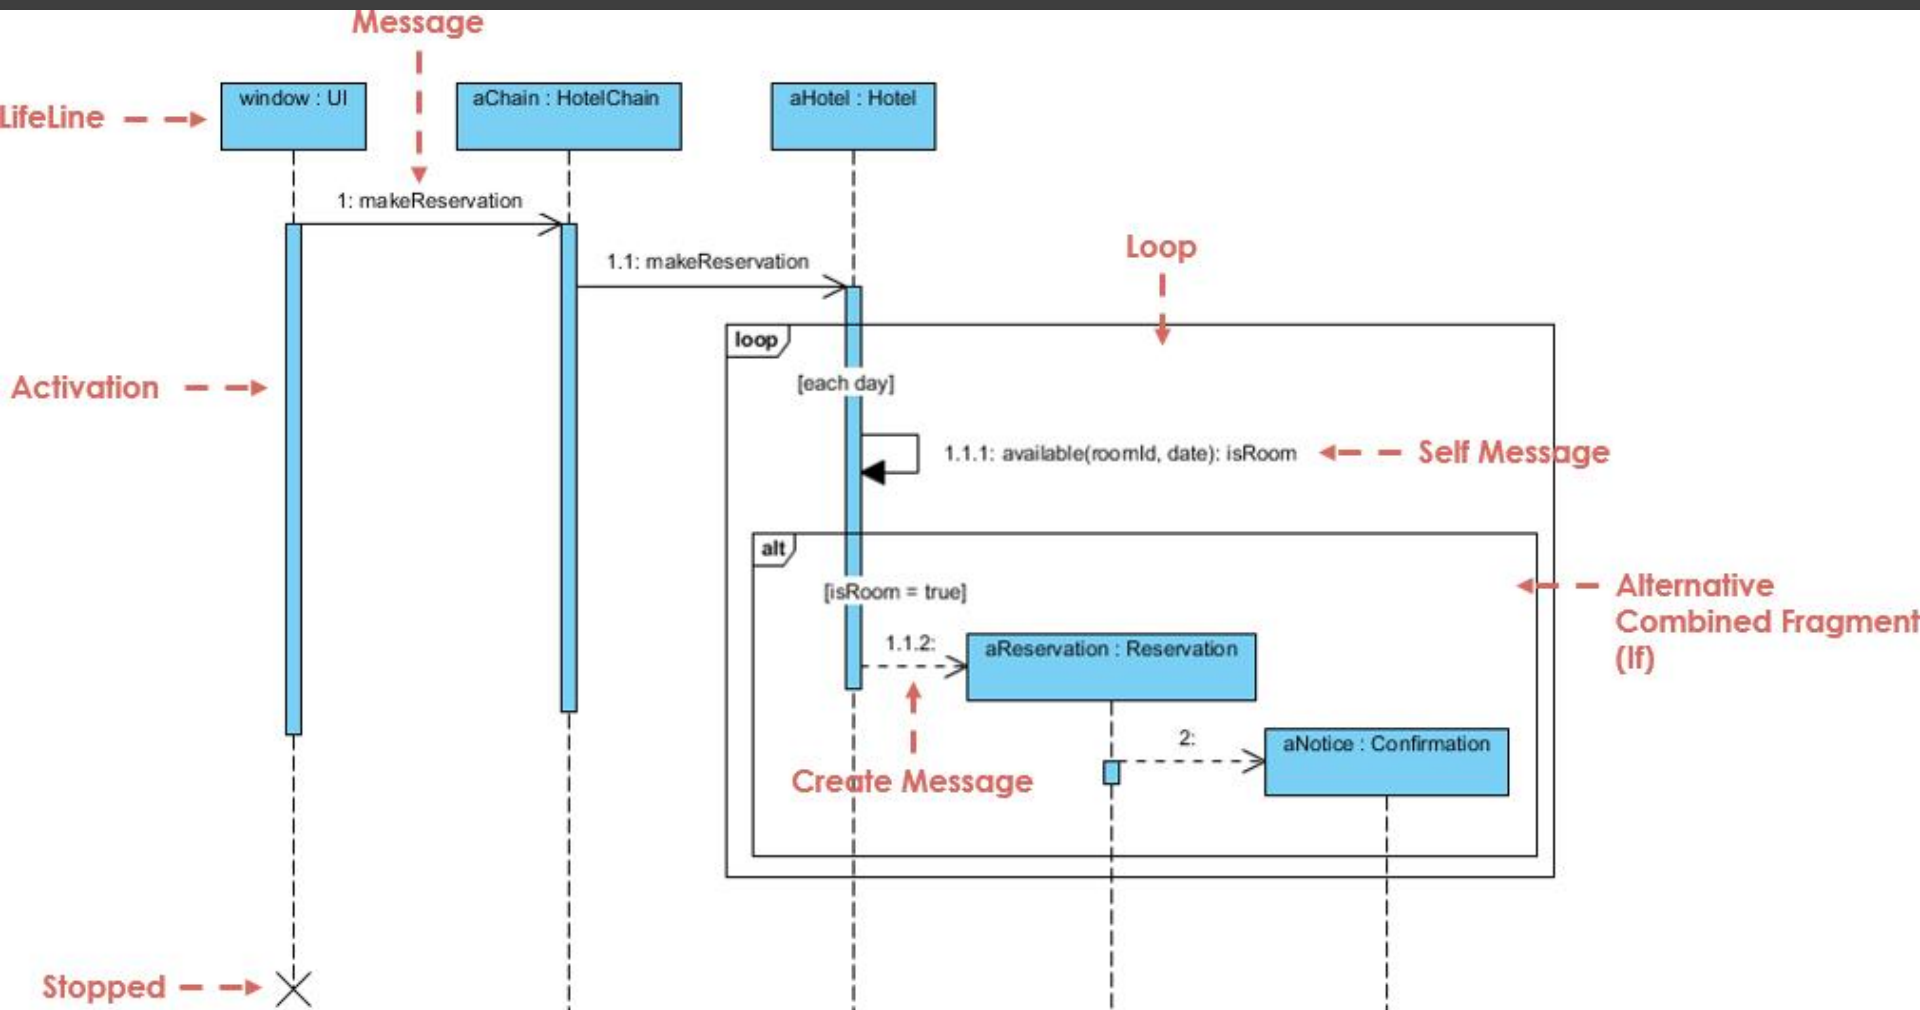 Message
window : UI
aChain : HotelChain
aHotel : Hotel
LifeLine
1: makeReservation
1.1: makeReservation
Loop
loop
[each day]
Activation
1.1.1: available(roomId, date): isRoom
Self Message
alt
[isRoom = true]
Alternative
Combined Fragment
(If)
1.1.2:
aReservation : Reservation
2:
aNotice : Confirmation
Create Message
Stopped